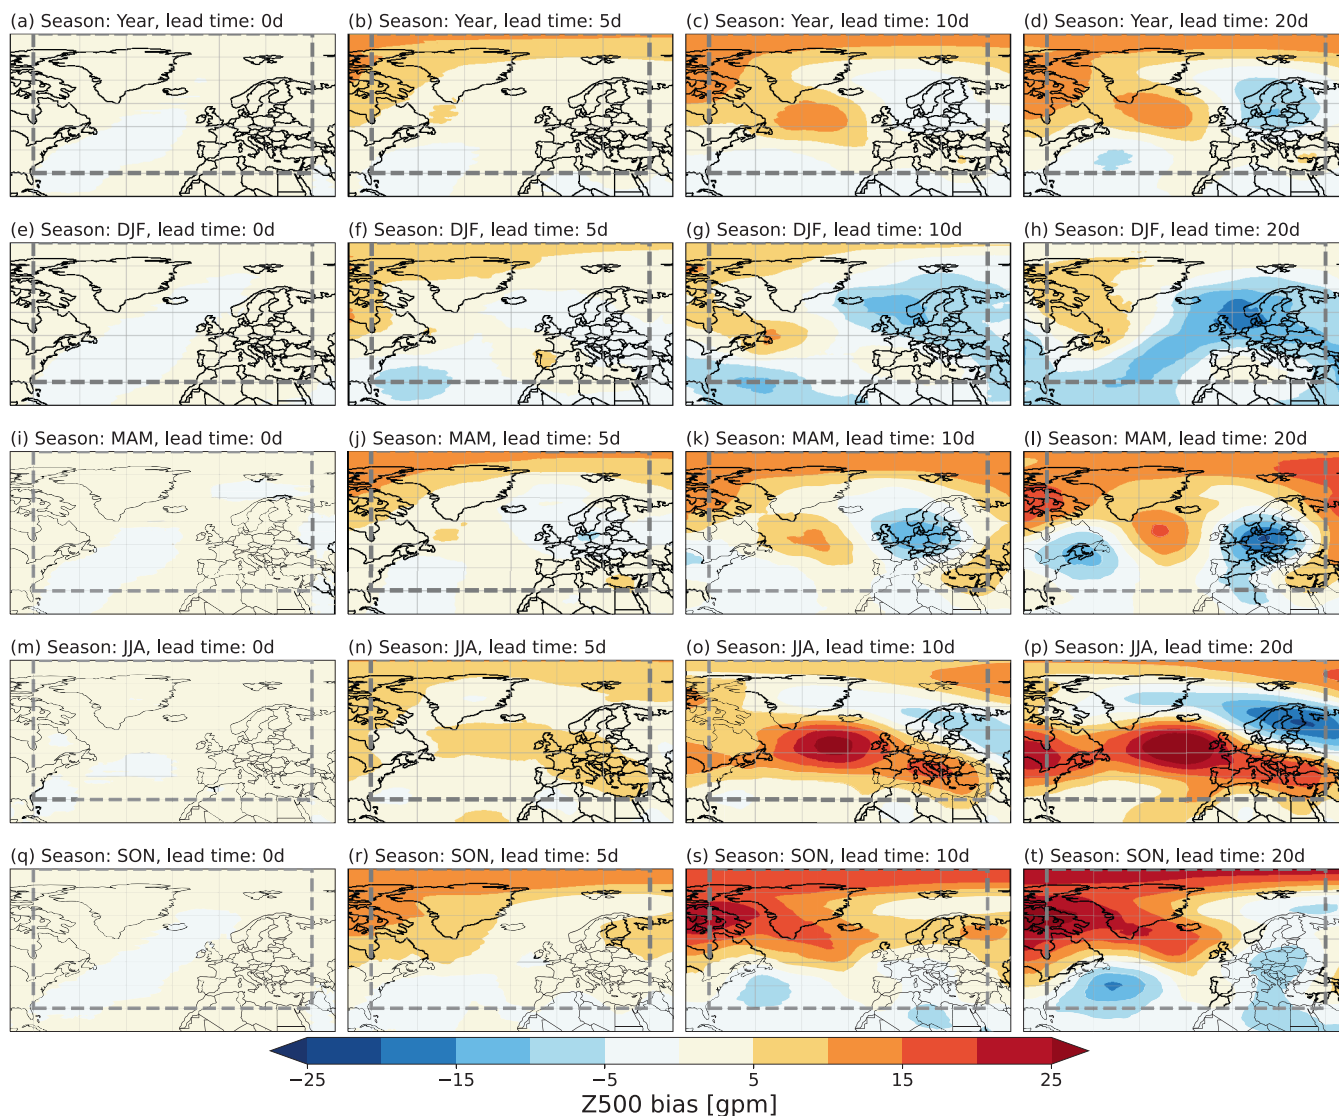 (a) Season: Year, lead time: 0d
(b) Season: Year, lead time: 5d
(c) Season: Year, lead time: 10d
(d) Season: Year, lead time: 20d
(e) Season: DJF, lead time: 0d
(f) Season: DJF, lead time: 5d
(g) Season: DJF, lead time: 10d
(h) Season: DJF, lead time: 20d
(i) Season: MAM, lead time: 0d
(j) Season: MAM, lead time: 5d
(k) Season: MAM, lead time: 10d
(l) Season: MAM, lead time: 20d
(m) Season: JJA, lead time: 0d
(n) Season: JJA, lead time: 5d
(o) Season: JJA, lead time: 10d
(p) Season: JJA, lead time: 20d
(q) Season: SON, lead time: 0d
(r) Season: SON, lead time: 5d
(s) Season: SON, lead time: 10d
(t) Season: SON, lead time: 20d
−25 −15 −5 5 15 25
Z500 bias [gpm]